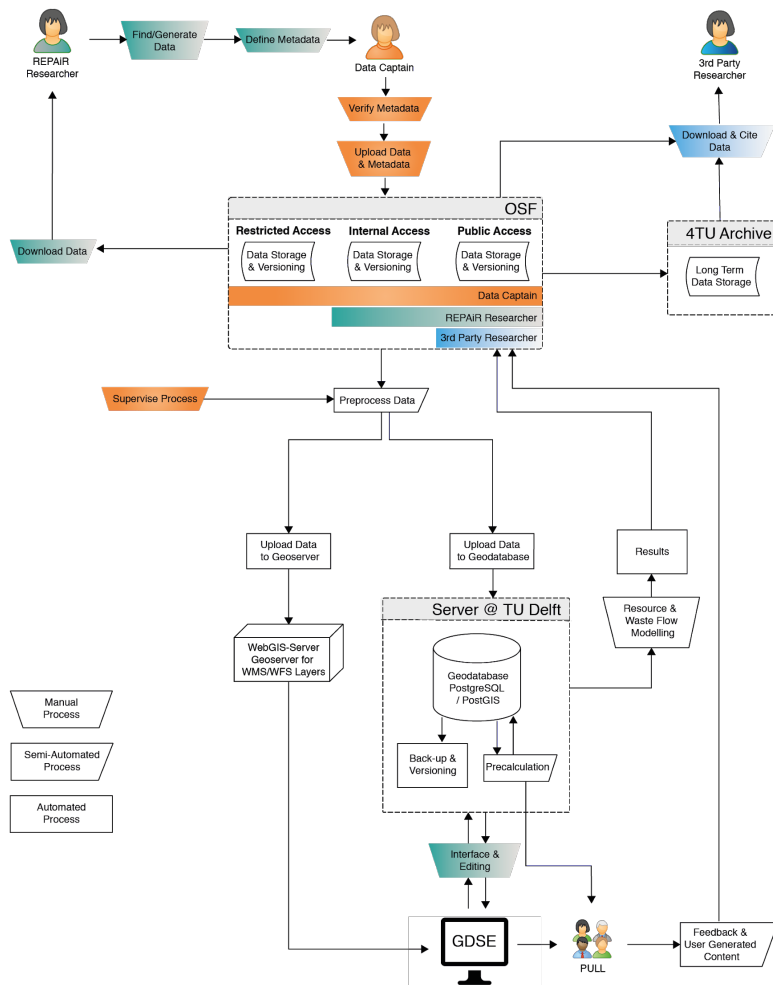 REPAiR
Researcher
Find/Generate
Data
Define Metadata
Data Captain
3rd Party
Researcher
Verify Metadata
Upload Data
& Metadata
Download & Cite
Data
OSF
Restricted Access
Internal Access
Public Access
Data Storage
& Versioning
Data Storage
& Versioning
Data Storage
& Versioning
Data Captain
REPAiR Researcher
3rd Party Researcher
Download Data
4TU Archive
Long Term
Data Storage
Supervise Process
Preprocess Data
Upload Data
to Geoserver
Upload Data
to Geodatabase
Results
Resource &
Waste Flow
Modelling
Server @ TU Delft
WebGIS-Server
Geoserver for
WMS/WFS Layers
Geodatabase
PostgreSQL
/ PostGIS
Back-up &
Versioning
Precalculation
Manual
Process
Semi-Automated
Process
Automated
Process
Interface &
Editing
GDSE
PULL
Feedback &
User Generated
Content